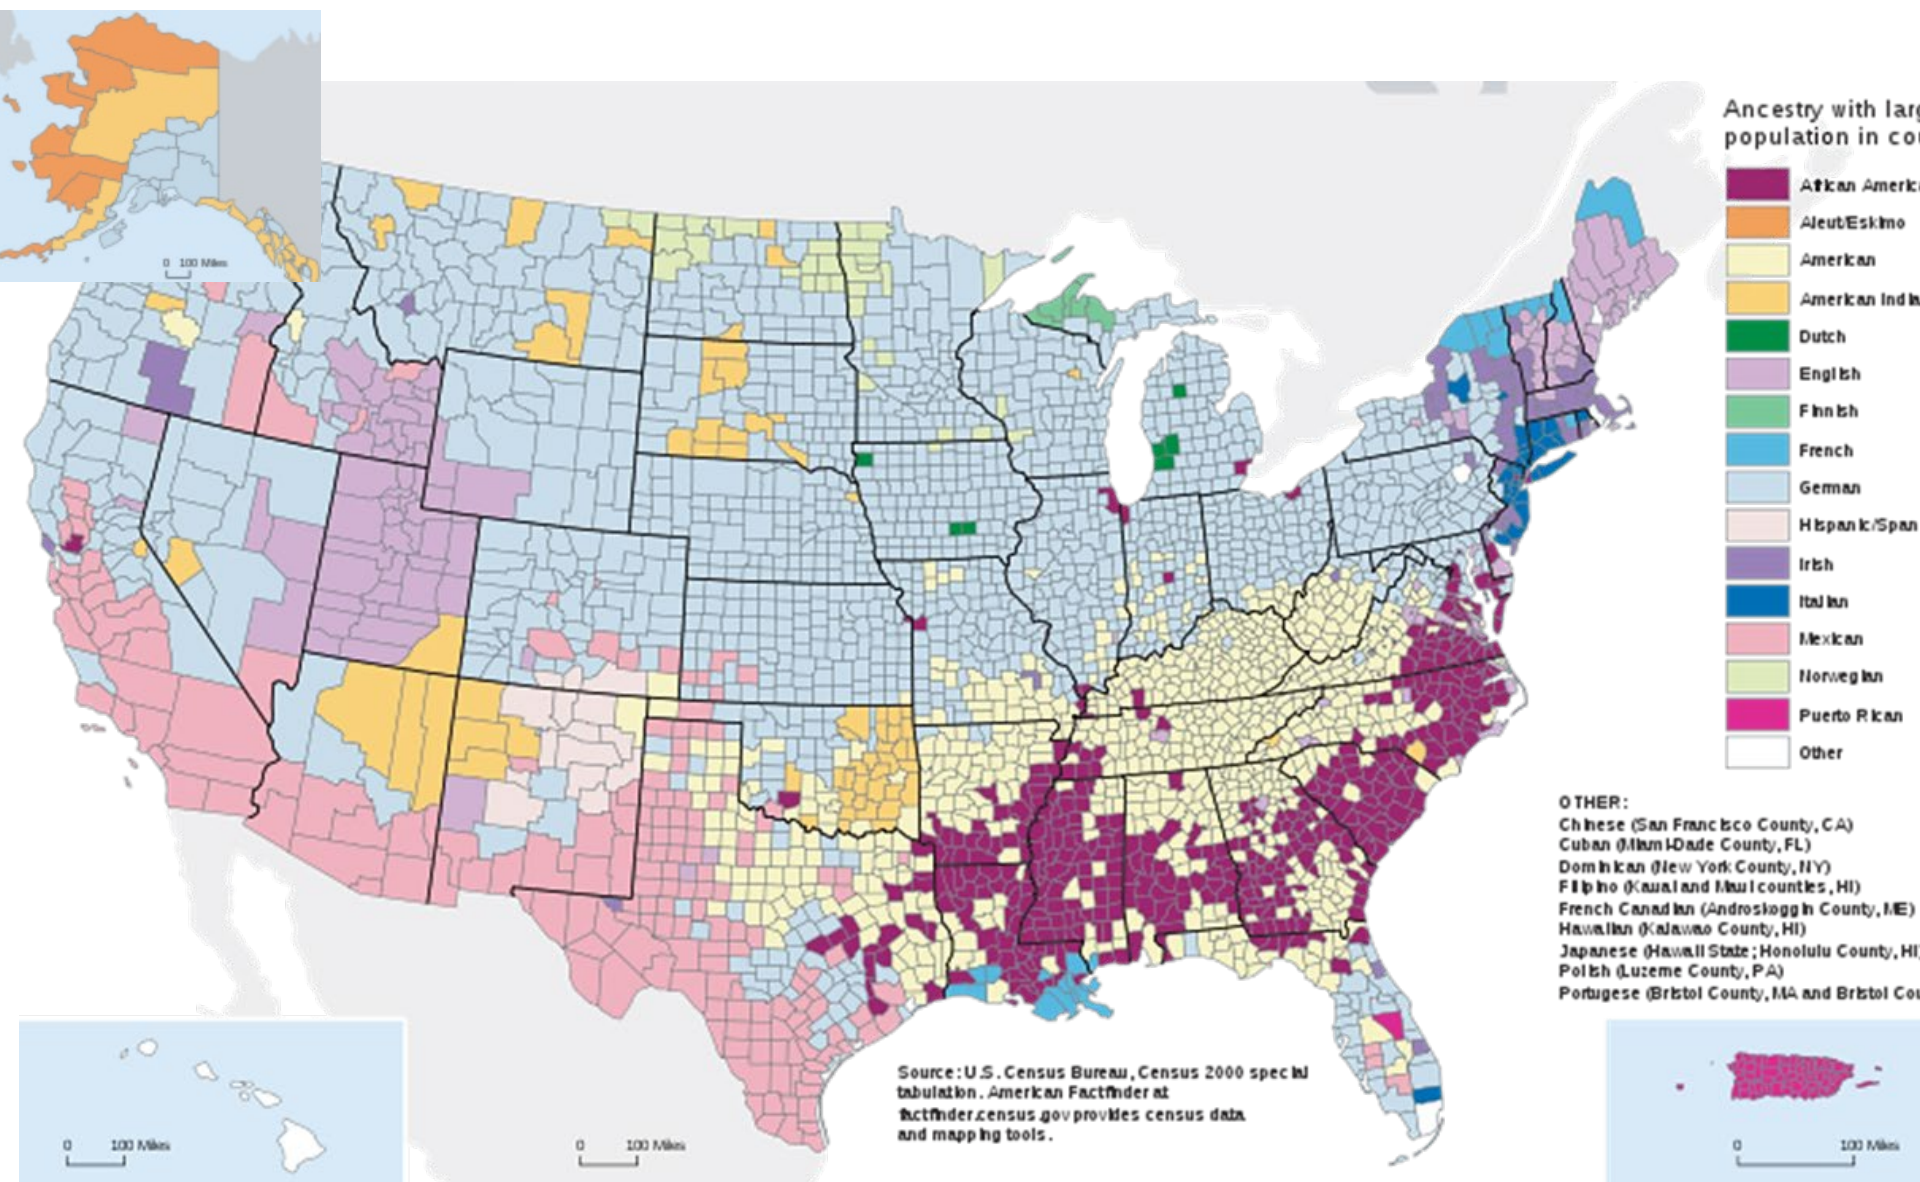 0 100 Miles
Ancestry with larg
population in cou
African America
Aleut/Eskimo
American
American India
Dutch
English
Finnish
French
German
Hispanic/Span
Irish
Italian
Mexican
Norwegian
Puerto Rican
Other
OTHER:
Chinese (San Francisco County, CA)
Cuban (Miami-Dade County, FL)
Dominican (New York County, NY)
Filipino (Kauai and Maui counties, HI)
French Canadian (Androskoggin County, ME)
Hawaiian (Kalawao County, HI)
Japanese (Hawaii State; Honolulu County, HI)
Polish (Luzerne County, PA)
Portugese (Bristol County, MA and Bristol Cou
Source: U.S. Census Bureau, Census 2000 special
tabulation. American Factfinder at
factfinder.census.gov provides census data
and mapping tools.
0 100 Miles
0 100 Miles
0 100 Miles